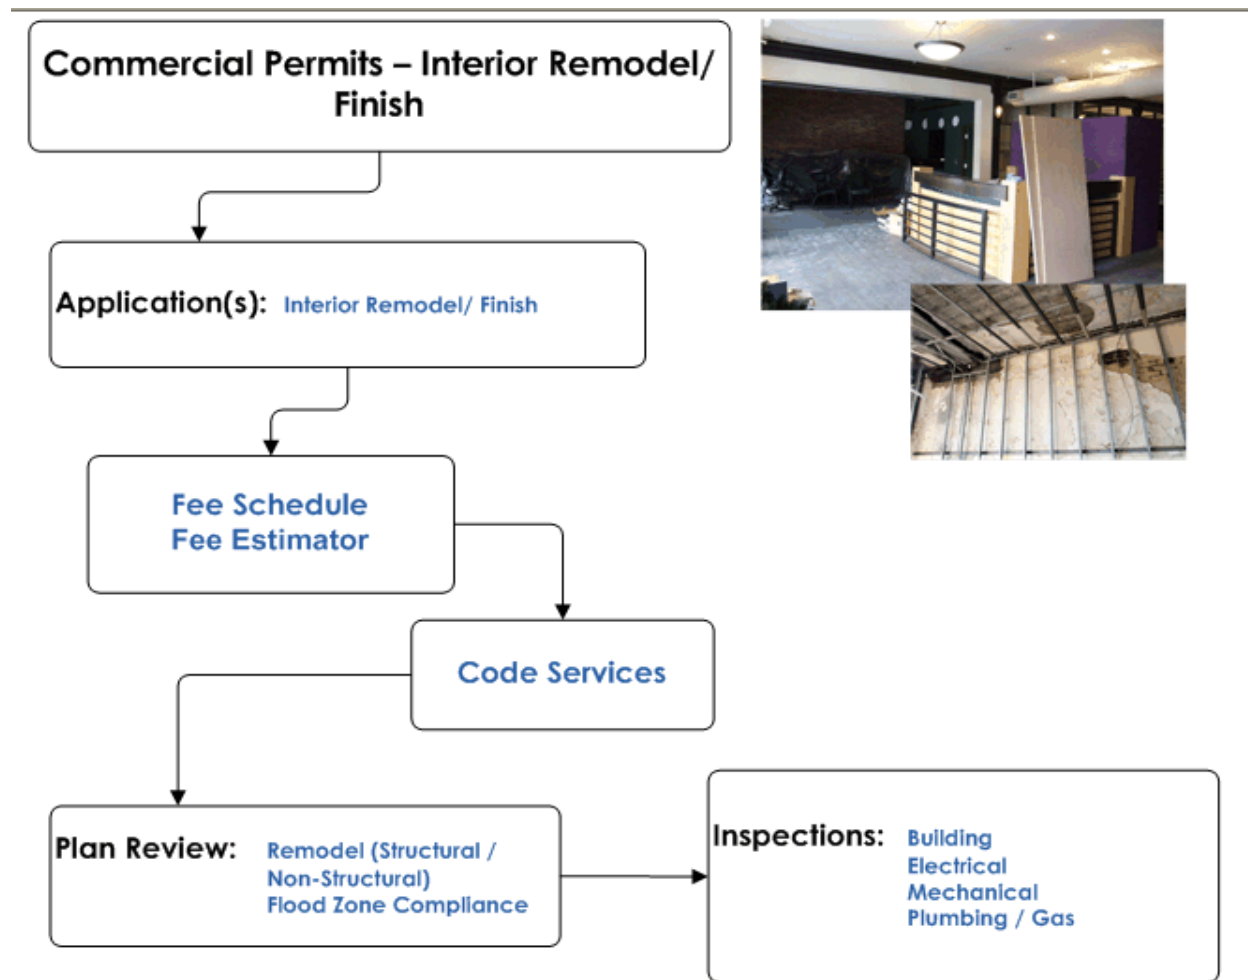 Commercial Permits – Interior Remodel/
Finish
Application(s): Interior Remodel/ Finish
Fee Schedule
Fee Estimator
Code Services
Plan Review: Remodel (Structural /
Non-Structural)
Flood Zone Compliance
Inspections: Building
Electrical
Mechanical
Plumbing / Gas